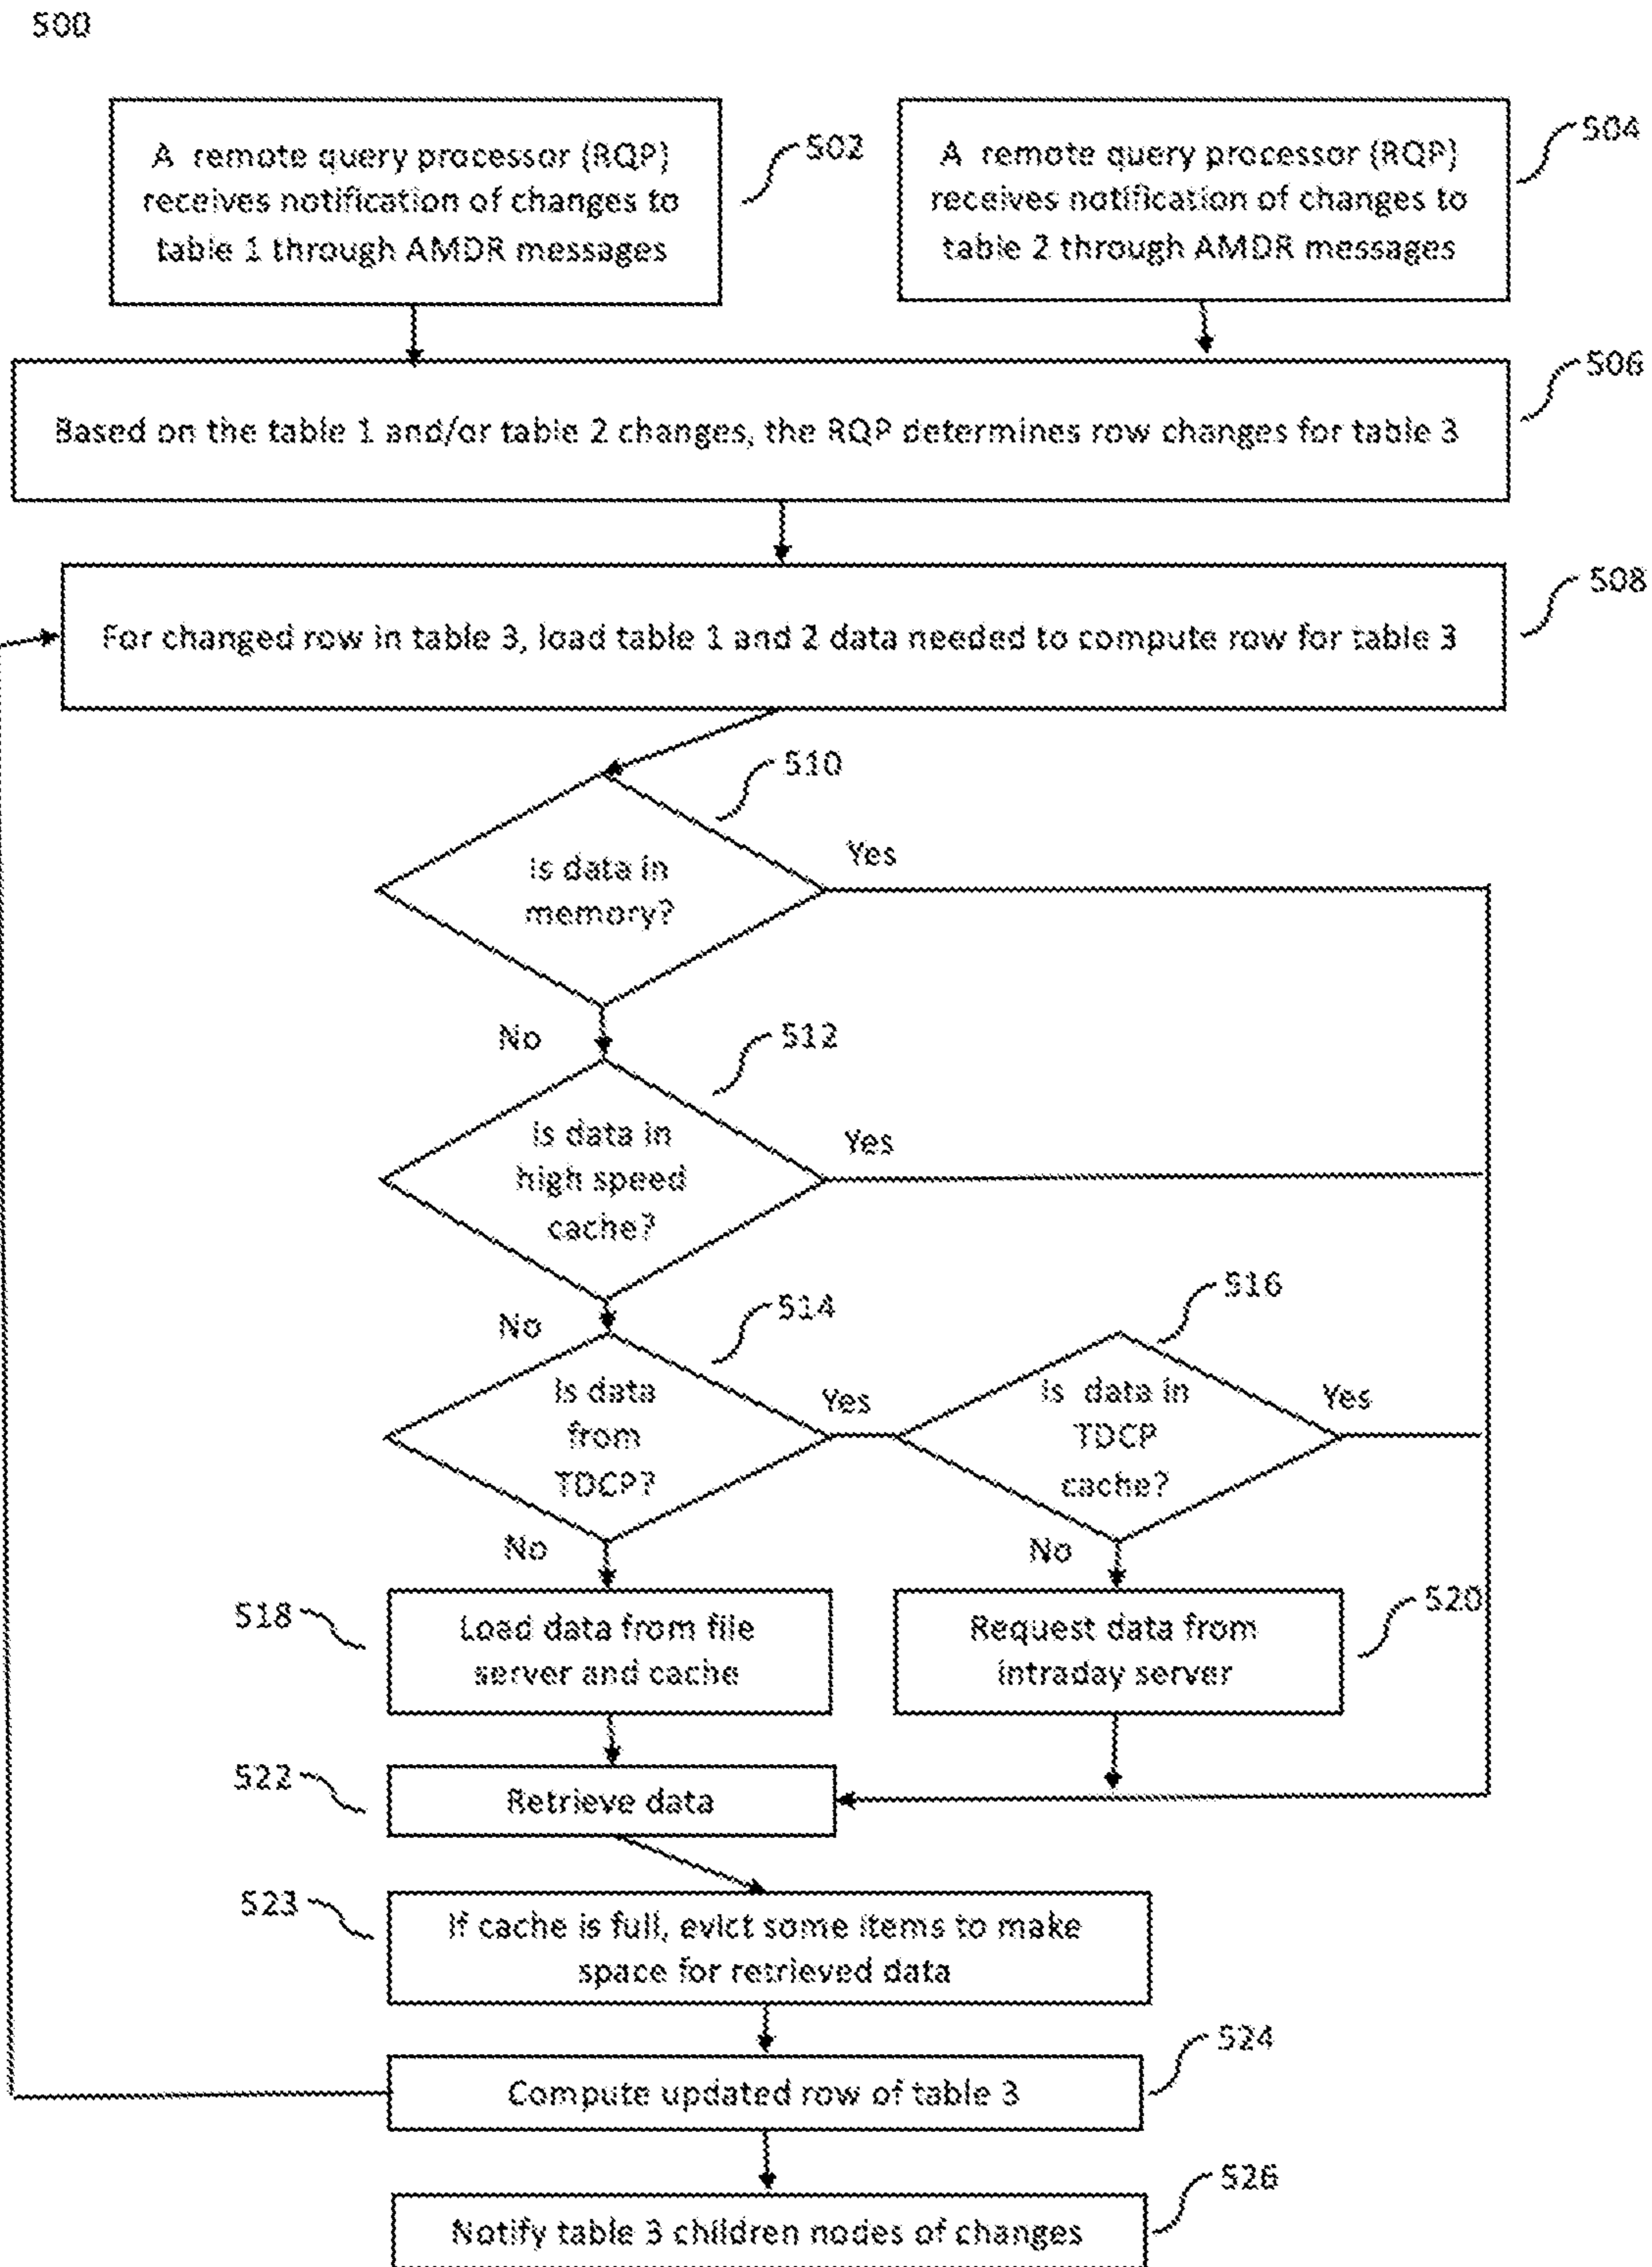 500
A remote query processor (RQP)
receives notification of changes to
table 1 through AMDR messages
502
A remote query processor (RQP)
receives notification of changes to
table 2 through AMDR messages
504
Based on the table 1 and/or table 2 changes, the RQP determines row changes for table 3
506
For changed row in table 3, load table 1 and 2 data needed to compute row for table 3
508
510
Is data in
memory?
Yes
No
512
Is data in
high speed
cache?
Yes
No
514
Is data
from
TDCP?
Yes
516
Is data in
TDCP
cache?
Yes
No
No
518
Load data from file
server and cache
Request data from
intraday server
520
522
Retrieve data
523
If cache is full, evict some items to make
space for retrieved data
524
Compute updated row of table 3
526
Notify table 3 children nodes of changes